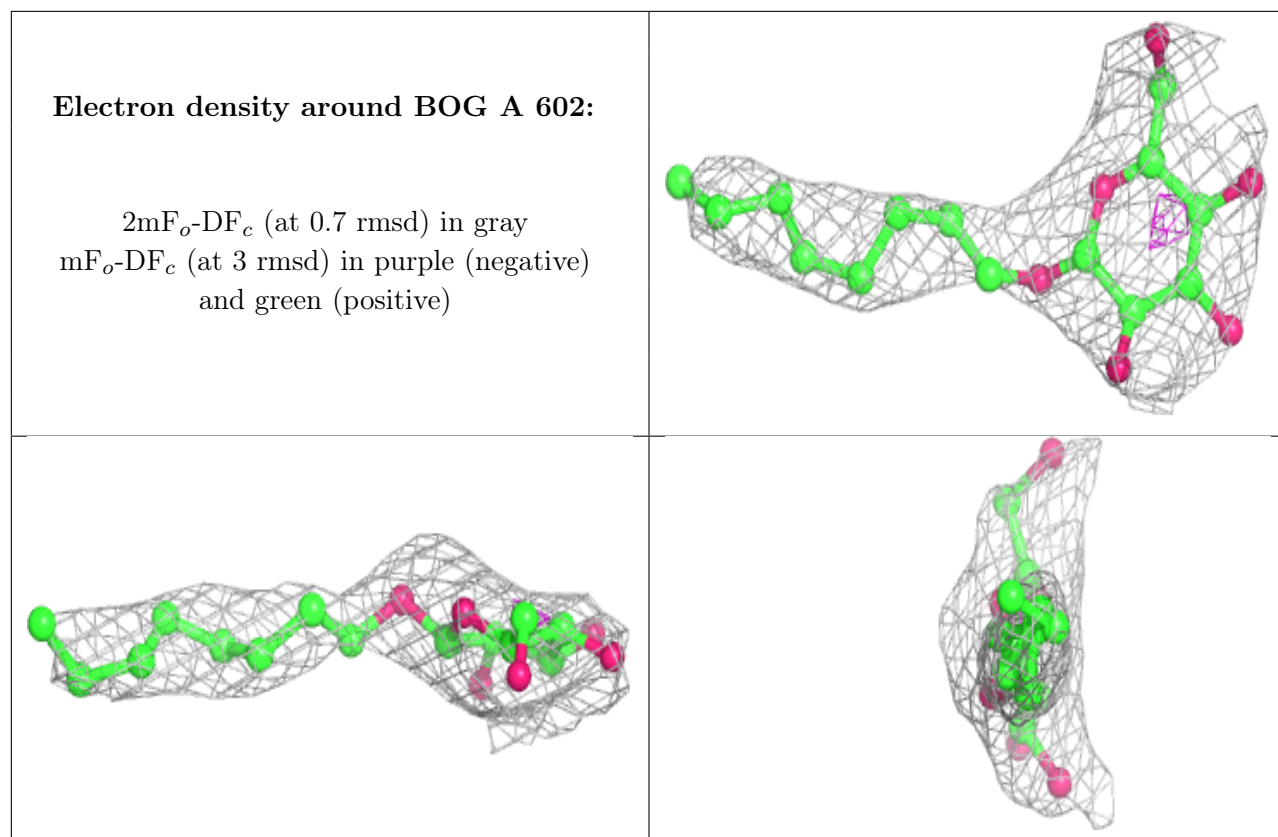 Electron density around BOG A 602:
2mFₒ-DF𝒸 (at 0.7 rmsd) in gray
mFₒ-DF𝒸 (at 3 rmsd) in purple (negative)
and green (positive)